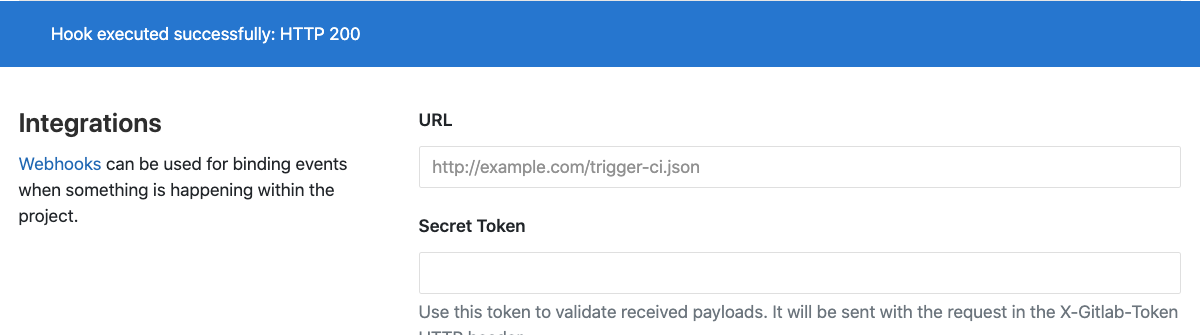 Hook executed successfully: HTTP 200
Integrations
Webhooks can be used for binding events
when something is happening within the
project.
URL
http://example.com/trigger-ci.json
Secret Token
Use this token to validate received payloads. It will be sent with the request in the X-Gitlab-Token
HTTP header.